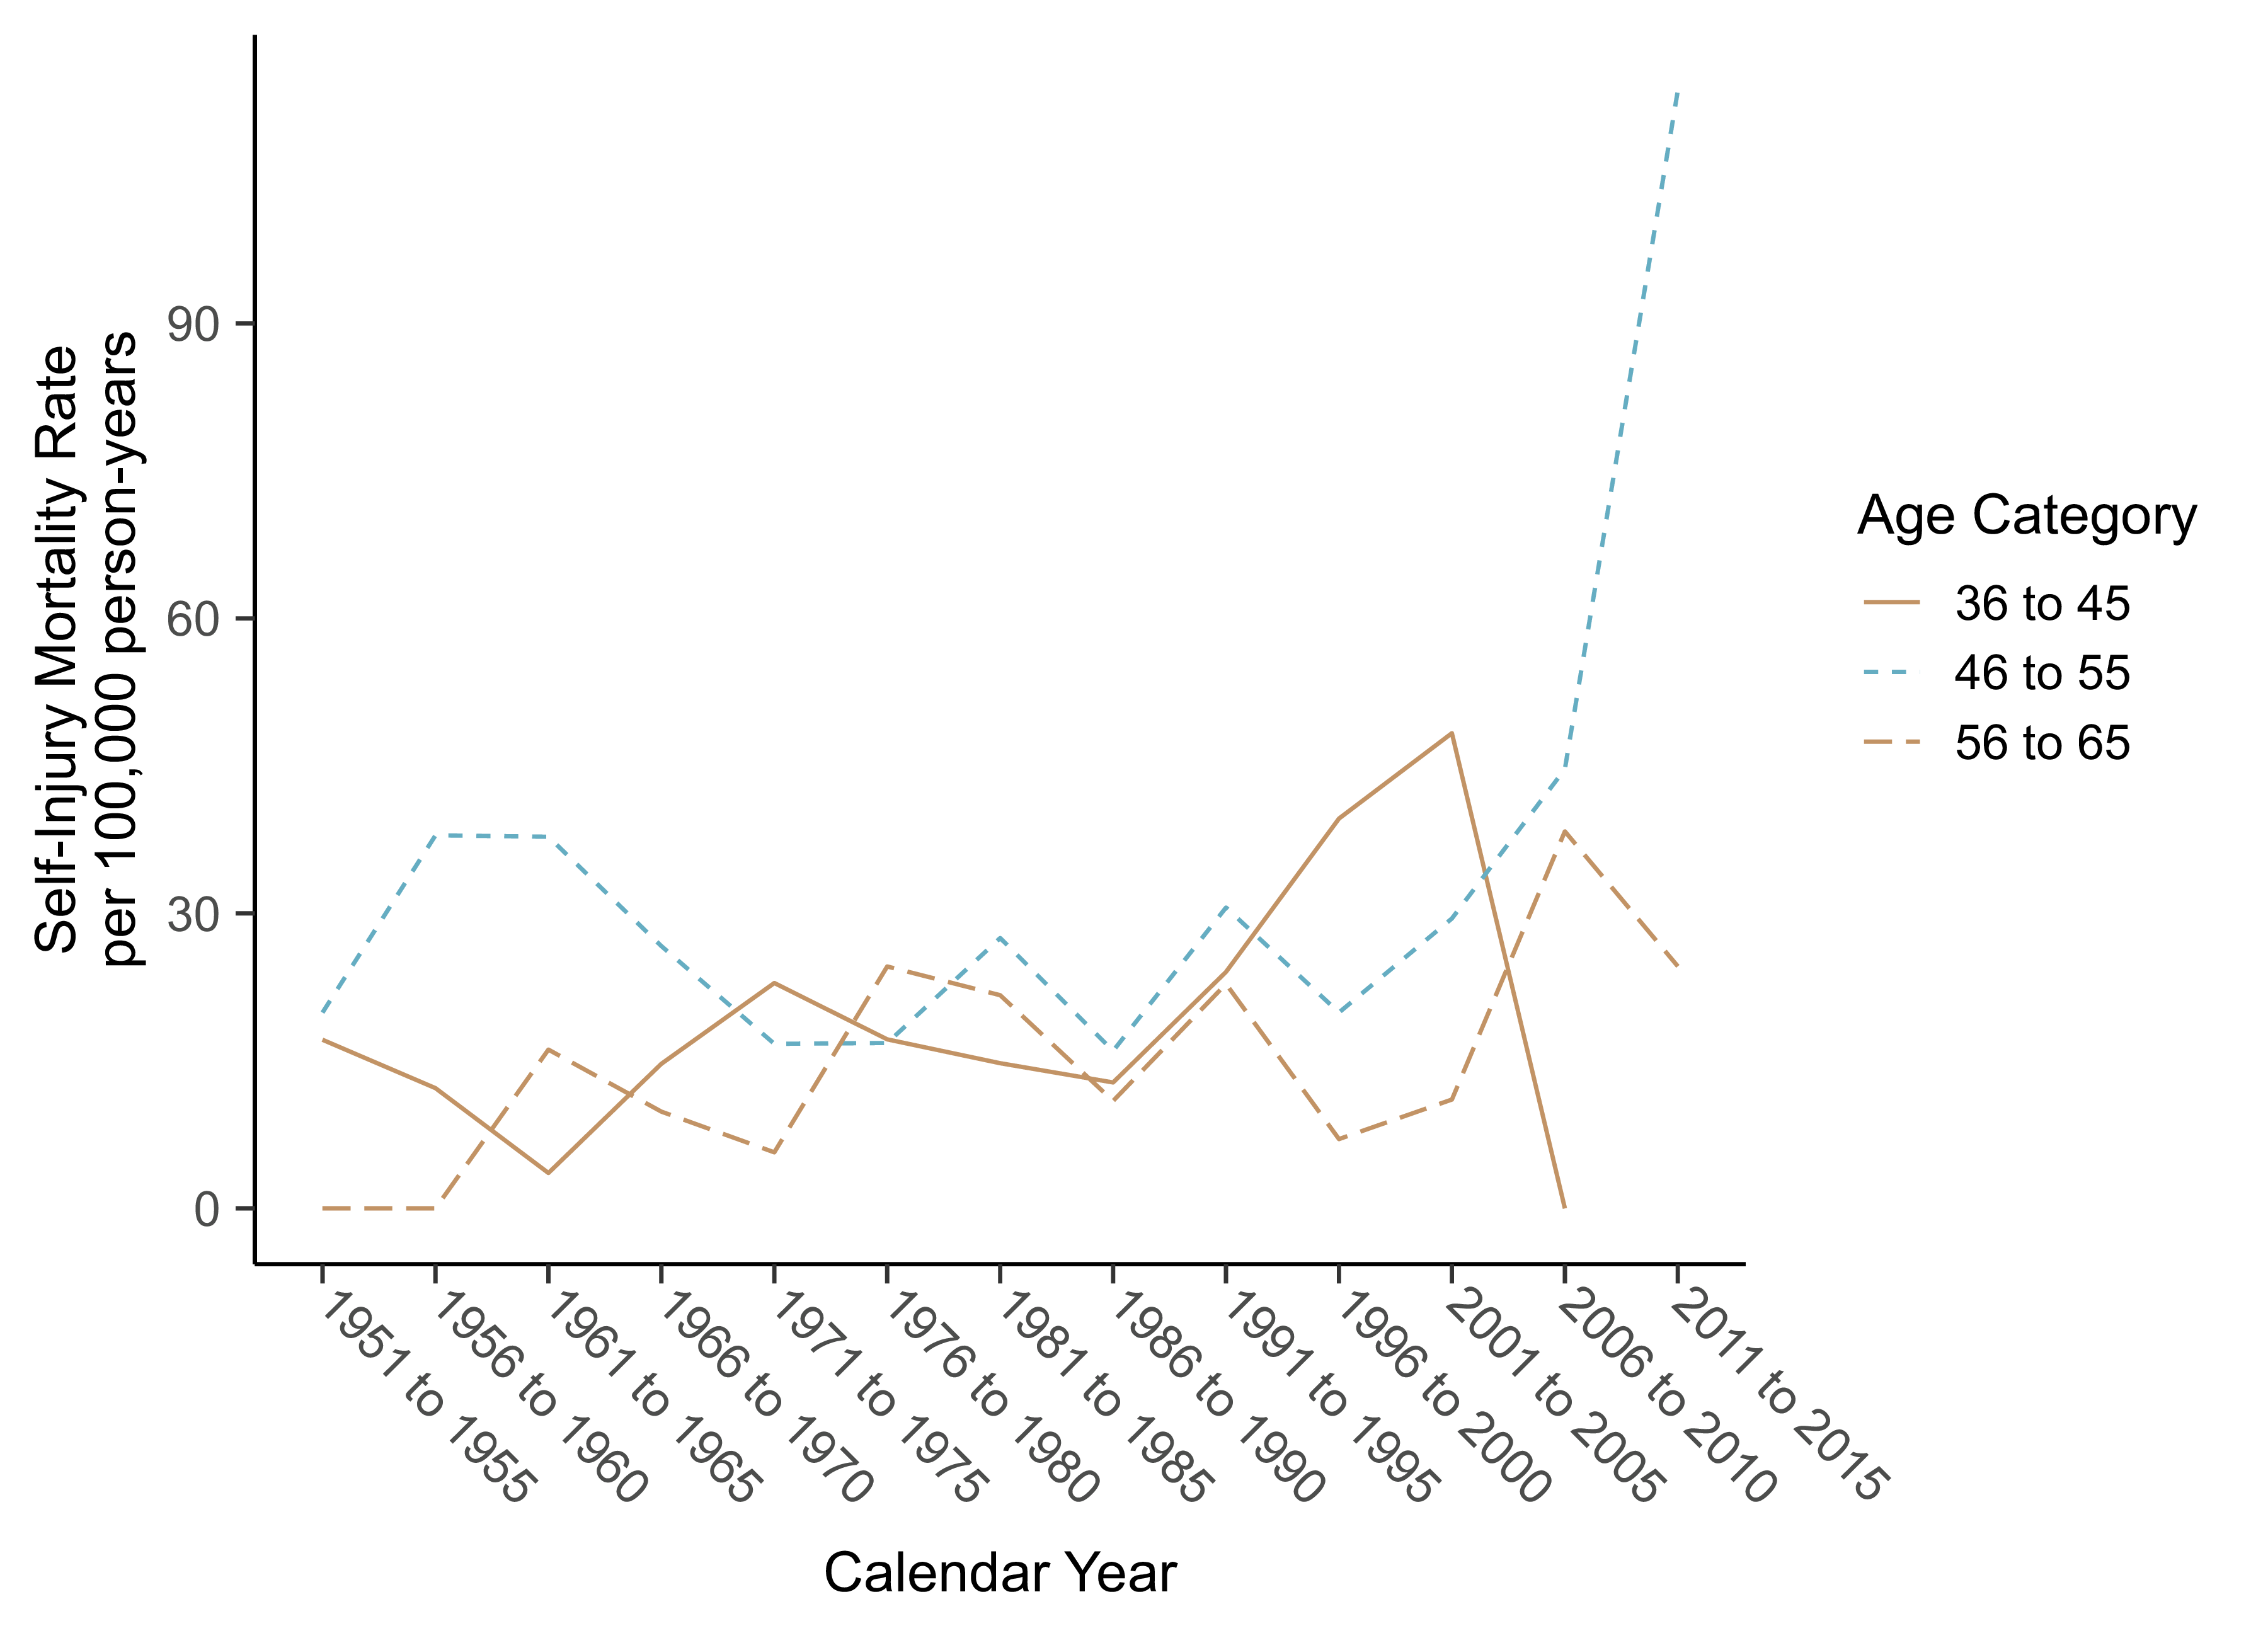 Self-Injury Mortality Rate
per 100,000 person-years
90
60
30
0
1951 to 1955
1956 to 1960
1961 to 1965
1966 to 1970
1971 to 1975
1976 to 1980
1981 to 1985
1986 to 1990
1991 to 1995
1996 to 2000
2001 to 2005
2006 to 2010
2011 to 2015
Calendar Year
Age Category
36 to 45
46 to 55
56 to 65